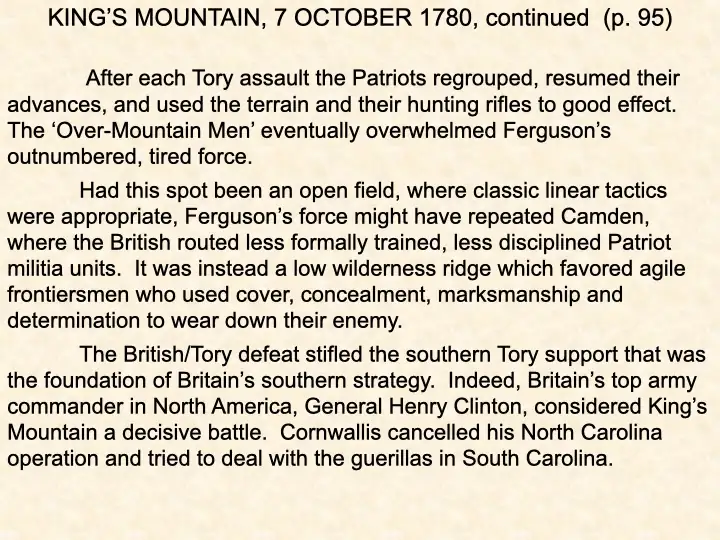 KING’S MOUNTAIN, 7 OCTOBER 1780, continued  (p. 95)
After each Tory assault the Patriots regrouped, resumed their
advances, and used the terrain and their hunting rifles to good effect.
The ‘Over-Mountain Men’ eventually overwhelmed Ferguson’s
outnumbered, tired force.
Had this spot been an open field, where classic linear tactics
were appropriate, Ferguson’s force might have repeated Camden,
where the British routed less formally trained, less disciplined Patriot
militia units.  It was instead a low wilderness ridge which favored agile
frontiersmen who used cover, concealment, marksmanship and
determination to wear down their enemy.
The British/Tory defeat stifled the southern Tory support that was
the foundation of Britain’s southern strategy.  Indeed, Britain’s top army
commander in North America, General Henry Clinton, considered King’s
Mountain a decisive battle.  Cornwallis cancelled his North Carolina
operation and tried to deal with the guerillas in South Carolina.